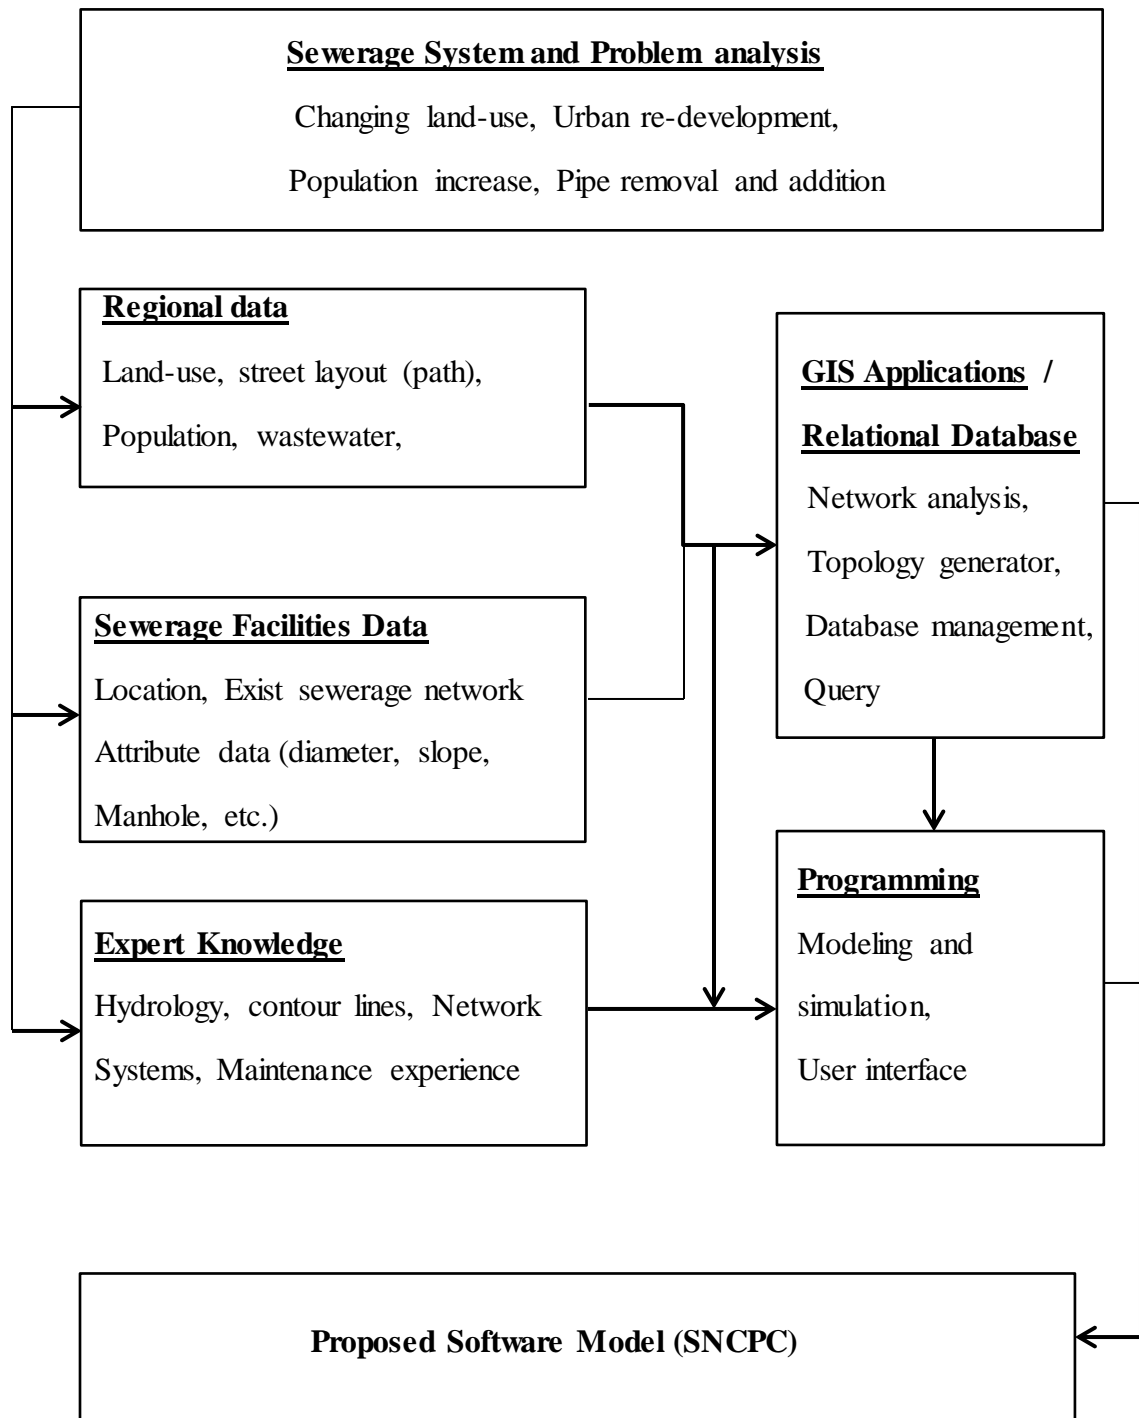 Sewerage System and Problem analysis
Changing land-use, Urban re-development,
Population increase, Pipe removal and addition
Regional data
Land-use, street layout (path),
Population, wastewater,
Sewerage Facilities Data
Location, Exist sewerage network
Attribute data (diameter, slope,
Manhole, etc.)
Expert Knowledge
Hydrology, contour lines, Network
Systems, Maintenance experience
GIS Applications /
Relational Database
Network analysis,
Topology generator,
Database management,
Query
Programming
Modeling and
simulation,
User interface
Proposed Software Model (SNCPC)